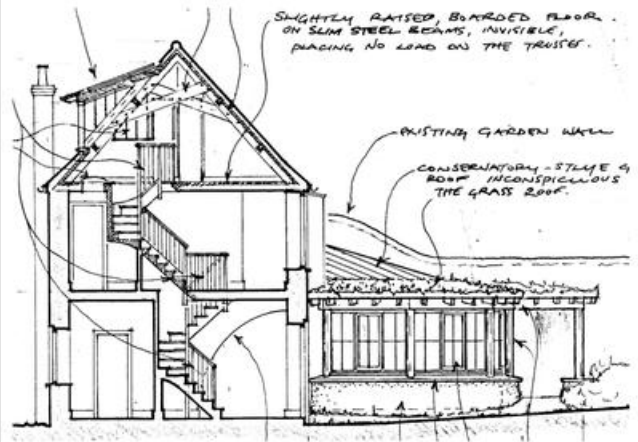 SLIGHTLY RAISED, BOARDED FLOOR.
ON SLIM STEEL BEAMS, INVISIBLE,
PLACING NO LOAD ON THE TRUSSES.
EXISTING GARDEN WALL
CONSERVATORY - STYLE G
ROOF INCONSPICUOUS
THE GRASS ROOF.